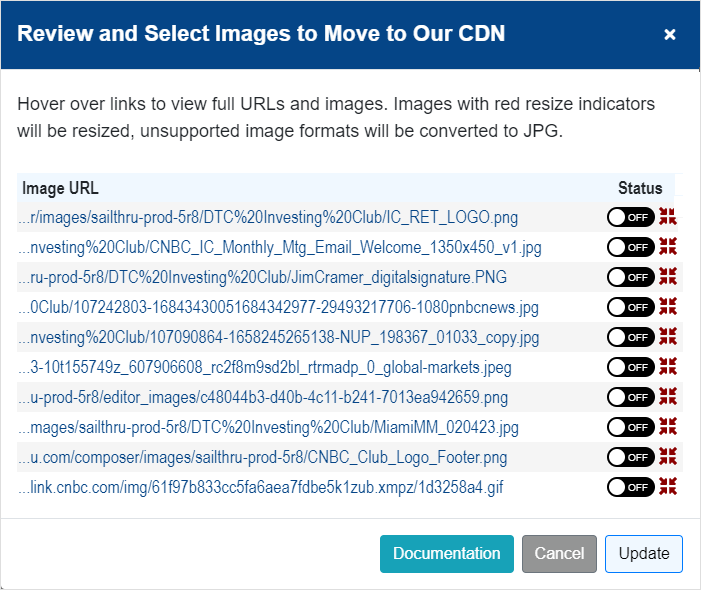 Review and Select Images to Move to Our CDN ×
Hover over links to view full URLs and images. Images with red resize indicators
will be resized, unsupported image formats will be converted to JPG.
Image URL Status
...r/images/sailthru-prod-5r8/DTC%20Investing%20Club/IC_RET_LOGO.png OFF
...nvesting%20Club/CNBC_IC_Monthly_Mtg_Email_Welcome_1350x450_v1.jpg OFF
...ru-prod-5r8/DTC%20Investing%20Club/JimCramer_digitalsignature.PNG OFF
...0Club/107242803-16843430051684342977-29493217706-1080pnbcnews.jpg OFF
...nvesting%20Club/107090864-1658245265138-NUP_198367_01033_copy.jpg OFF
...3-10t155749z_607906608_rc2f8m9sd2bl_rtrmadp_0_global-markets.jpeg OFF
...u-prod-5r8/editor_images/c48044b3-d40b-4c11-b241-7013ea942659.png OFF
...mages/sailthru-prod-5r8/DTC%20Investing%20Club/MiamiMM_020423.jpg OFF
...u.com/composer/images/sailthru-prod-5r8/CNBC_Club_Logo_Footer.png OFF
...link.cnbc.com/img/61f97b833cc5fa6aea7fdbe5k1zub.xmpz/1d3258a4.gif OFF
Documentation Cancel Update